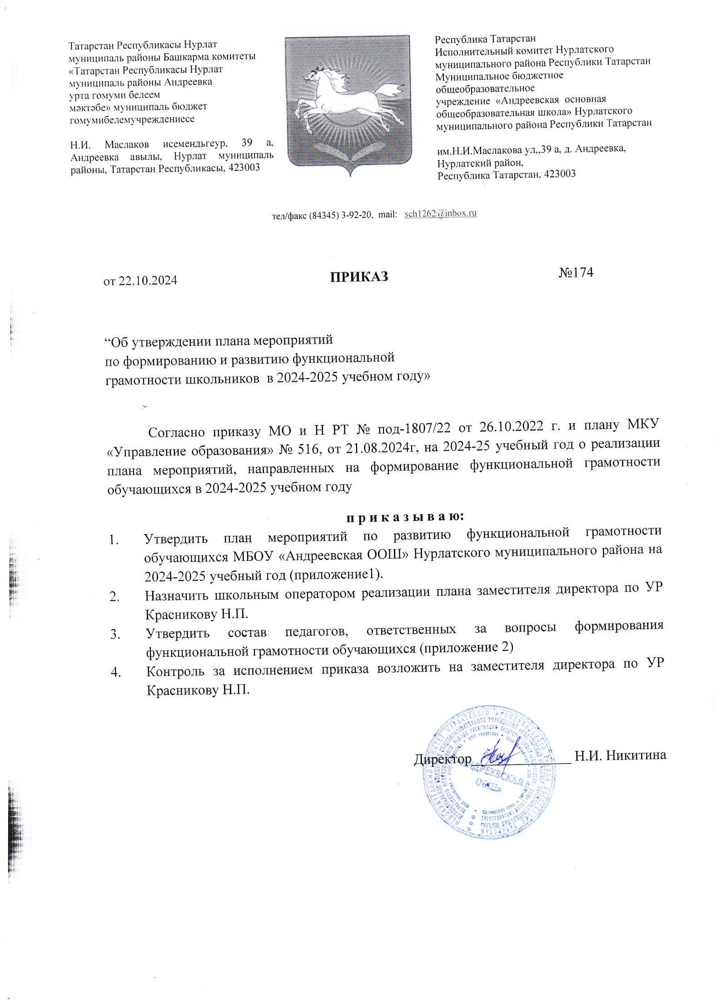 Татарстан Республикасы Нурлат
муниципаль районы Башкарма комитеты
«Татарстан Республикасы Нурлат
муниципаль районы Андреевка
урта гомуми белеем
мәктәбе» муниципаль бюджет
гомумибелемучреждениесе
Н.И. Маслаков исемендьгеур, 39 а,
Андреевка авылы, Нурлат муниципаль
районы, Татарстан Республикасы, 423003
Республика Татарстан
Исполнительный комитет Нурлатского
муниципального района Республики Татарстан
Муниципальное бюджетное
общеобразовательное
учреждение «Андреевская основная
общеобразовательная школа» Нурлатского
муниципального района Республики Татарстан
им.Н.И.Маслакова ул,,39 а, д. Андреевка,
Нурлатский район,
Республика Татарстан, 423003
тел/факс (84345) 3-92-20, mail: sch1262@inbox.ru
от 22.10.2024 ПРИКАЗ №174
“Об утверждении плана мероприятий
по формированию и развитию функциональной
грамотности школьников в 2024-2025 учебном году»
Согласно приказу МО и Н РТ № под-1807/22 от 26.10.2022 г. и плану МКУ
«Управление образования» № 516, от 21.08.2024г, на 2024-25 учебный год о реализации
плана мероприятий, направленных на формирование функциональной грамотности
обучающихся в 2024-2025 учебном году
п р и к а з ы в а ю:
1. Утвердить план мероприятий по развитию функциональной грамотности
обучающихся МБОУ «Андреевская ООШ» Нурлатского муниципального района на
2024-2025 учебный год (приложение1).
2. Назначить школьным оператором реализации плана заместителя директора по УР
Красникову Н.П.
3. Утвердить состав педагогов, ответственных за вопросы формирования
функциональной грамотности обучающихся (приложение 2)
4. Контроль за исполнением приказа возложить на заместителя директора по УР
Красникову Н.П.
Директор_______________ Н.И. Никитина
ИСПОЛНИТЕЛЬНЫЙ КОМИТЕТ НУРЛАТСКОГО МУНИЦИПАЛЬНОГО РАЙОНА РЕСПУБЛИКИ ТАТАРСТАН
«АНДРЕЕВСКАЯ
ООШ»